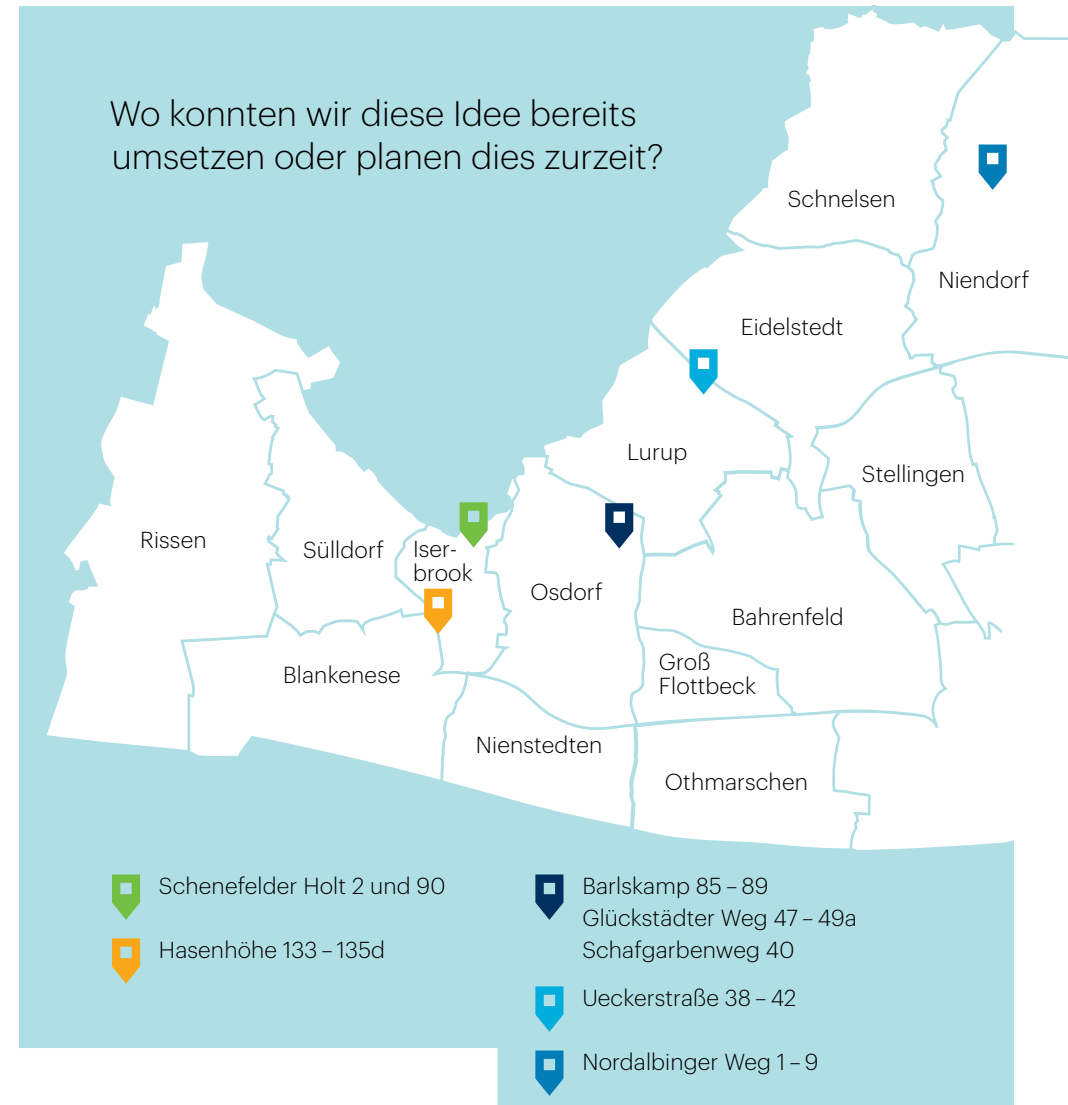 Wo konnten wir diese Idee bereits
umsetzen oder planen dies zurzeit?
Schnelsen
Niendorf
Eidelstedt
Lurup
Stellingen
Rissen
Sülldorf
Iser-
brook
Osdorf
Bahrenfeld
Blankenese
Groß
Flottbeck
Nienstedten
Othmarschen
Schenefelder Holt 2 und 90
Hasenhöhe 133 – 135d
Barlskamp 85 – 89
Glückstädter Weg 47 – 49a
Schafgarbenweg 40
Ueckerstraße 38 – 42
Nordalbinger Weg 1 – 9